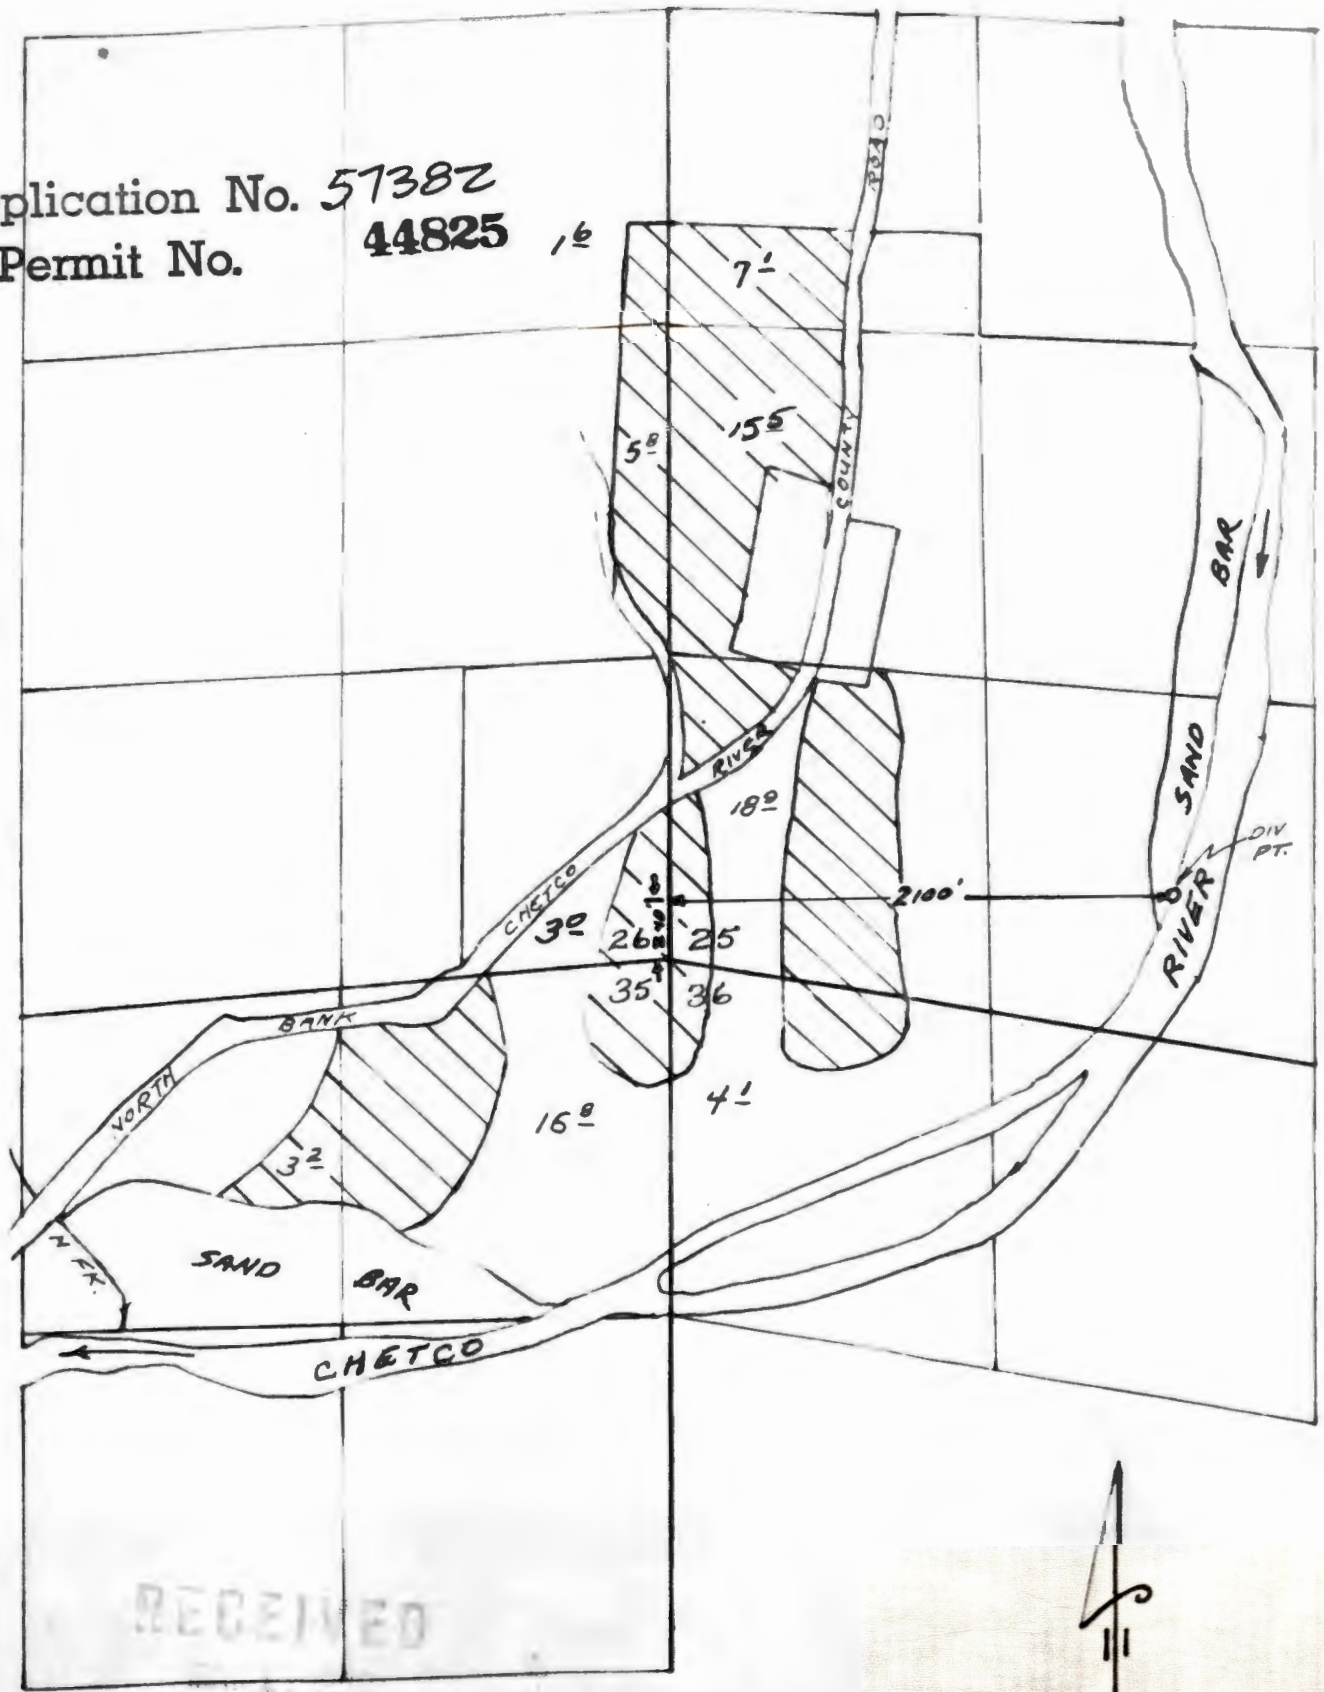 plication No. 57382
Permit No. 44825
1 6
7 1
15 5
5 8
ROAD
COUNTY
RIVER
CHETCO
BANK
NORTH
18 9
2100'
3 0
26
25
35
36
16 8
4 1
3 2
BAR
SAND
DIV
PT.
RIVER
N FK.
SAND BAR
CHETCO
RECEIVED